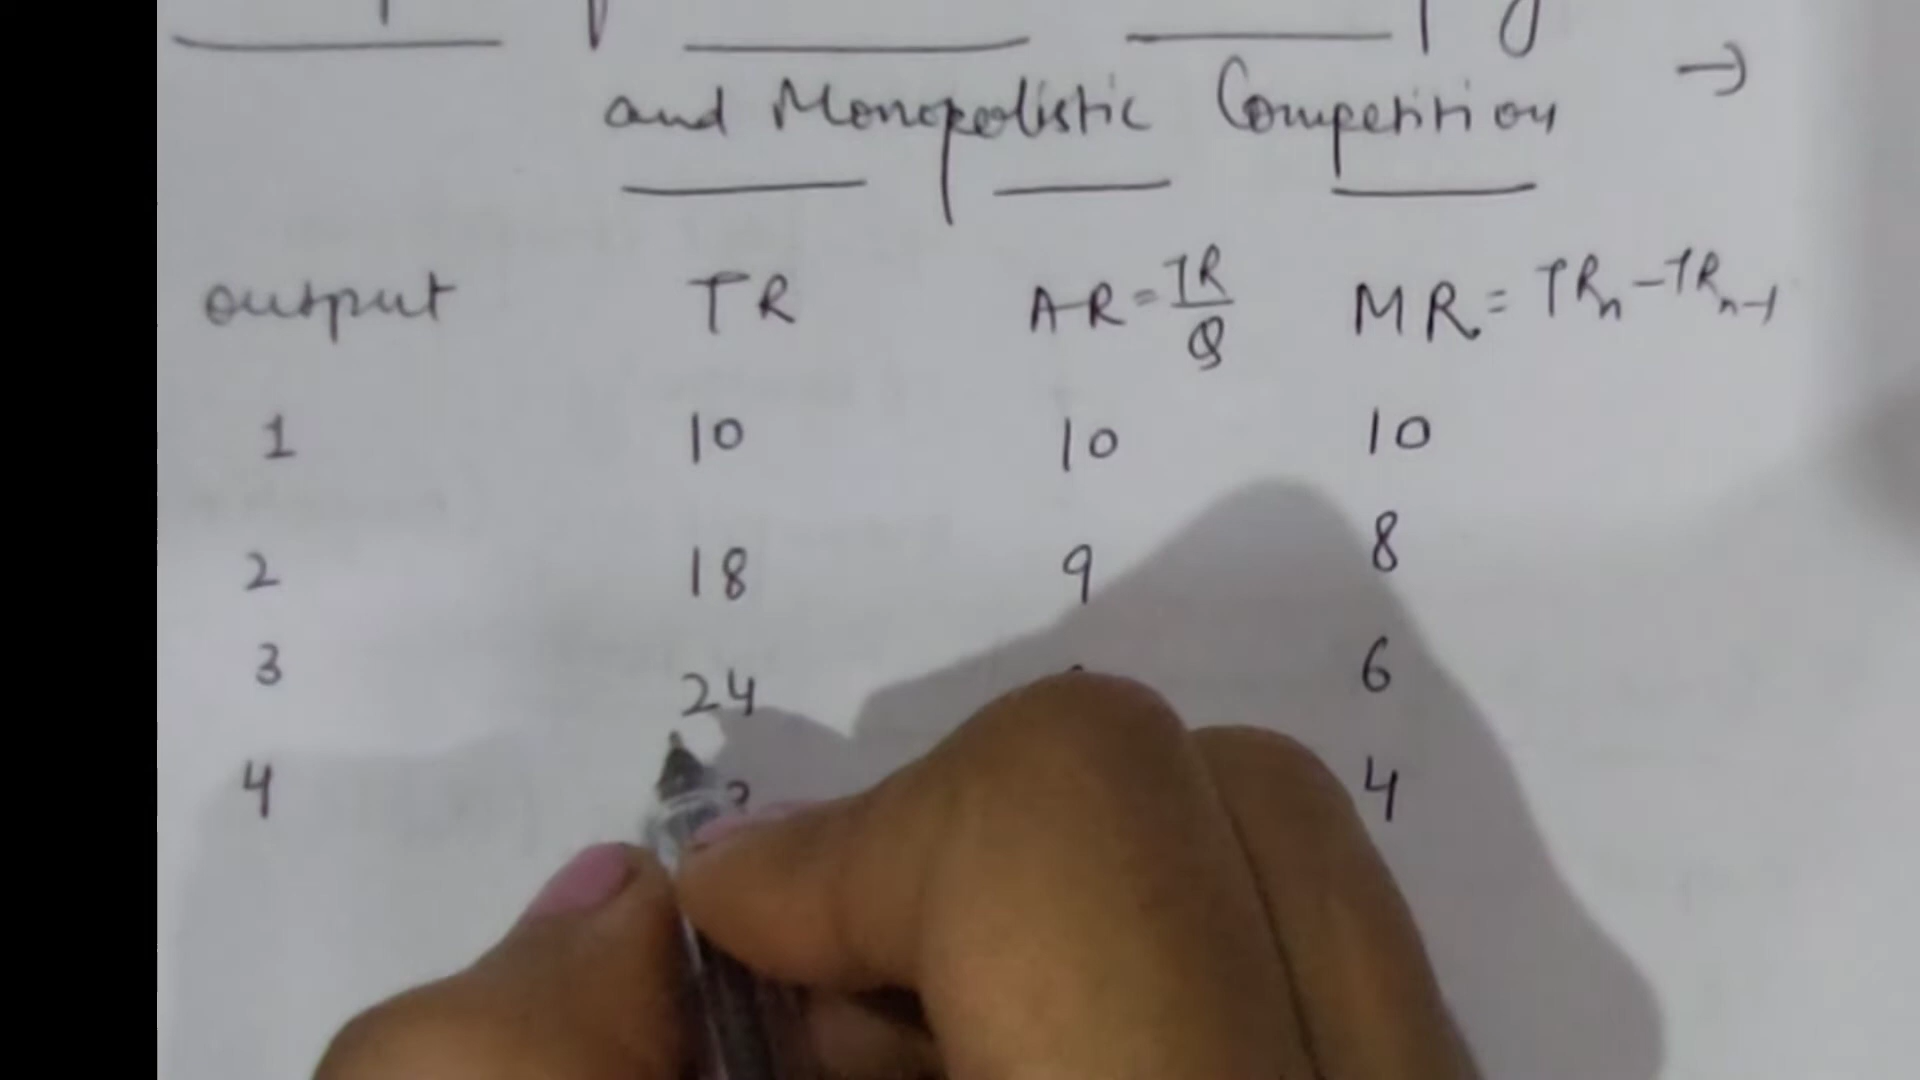 and Monopolistic Competition →
output TR AR = TR/Q MR = TRn - TRn-1
1 10 10 10
2 18 9 8
3 24 6
4 4